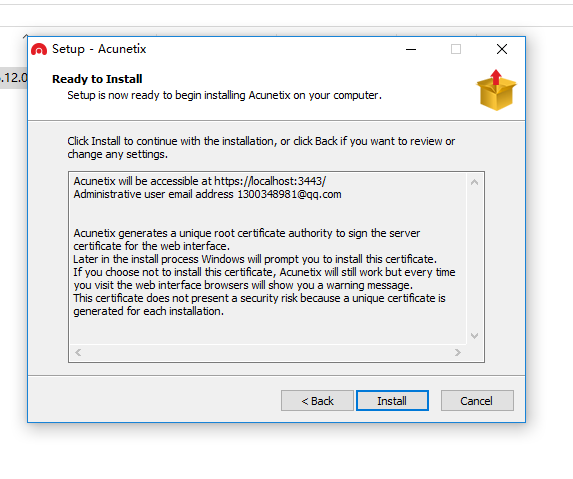 .12.0
Setup - Acunetix
Ready to Install
Setup is now ready to begin installing Acunetix on your computer.
Click Install to continue with the installation, or click Back if you want to review or
change any settings.
Acunetix will be accessible at https://localhost:3443/
Administrative user email address 1300348981@qq.com
Acunetix generates a unique root certificate authority to sign the server
certificate for the web interface.
Later in the install process Windows will prompt you to install this certificate.
If you choose not to install this certificate, Acunetix will still work but every time
you visit the web interface browsers will show you a warning message.
This certificate does not present a security risk because a unique certificate is
generated for each installation.
< Back
Install
Cancel